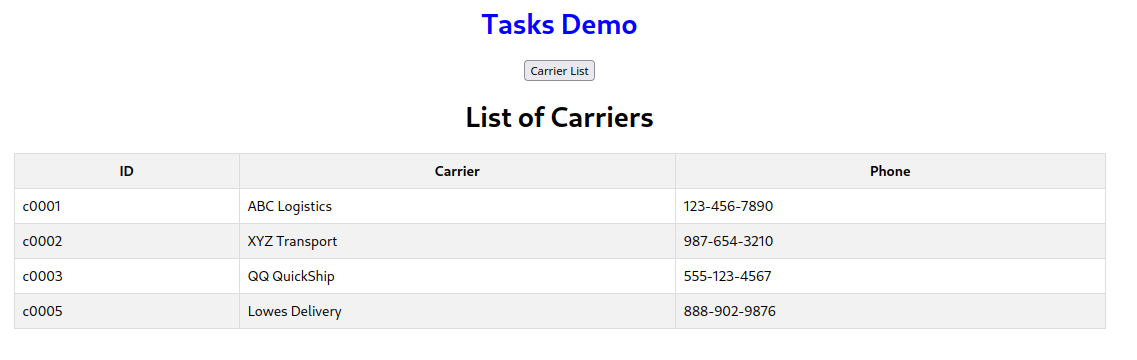 Tasks Demo
Carrier List
List of Carriers
ID Carrier Phone
c0001 ABC Logistics 123-456-7890
c0002 XYZ Transport 987-654-3210
c0003 QQ QuickShip 555-123-4567
c0005 Lowes Delivery 888-902-9876